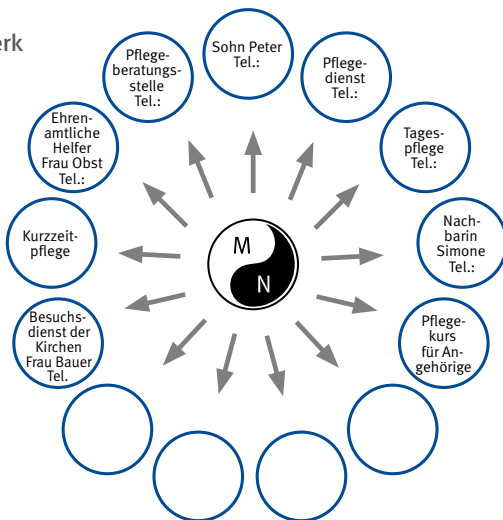 erk
Sohn Peter
Tel.:
Pflege-
dienst
Tel.:
Tages-
pflege
Tel.:
Nach-
barin
Simone
Tel.:
Pflege-
kurs
für An-
gehörige
Besuchs-
dienst der
Kirchen
Frau Bauer
Tel.
Kurzzeit-
pflege
Ehren-
amtliche
Helfer
Frau Obst
Tel.:
Pflege-
beratungs-
stelle
Tel.:
M
N